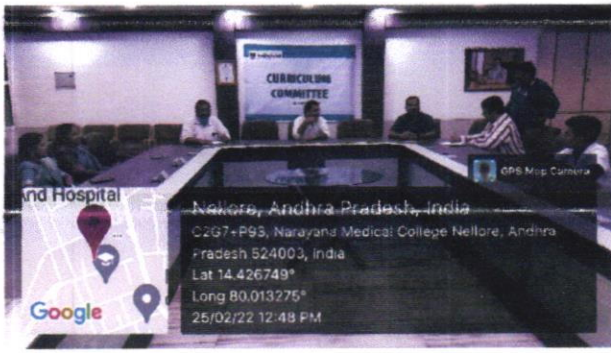 CURRICULUM
COMMITTEE
GPS Map Camera
And Hospital
Google
Nellore, Andhra Pradesh, India
C2G7+P93, Narayana Medical College Nellore, Andhra
Pradesh 524003, India
Lat 14.426749°
Long 80.013275°
25/02/22 12:48 PM